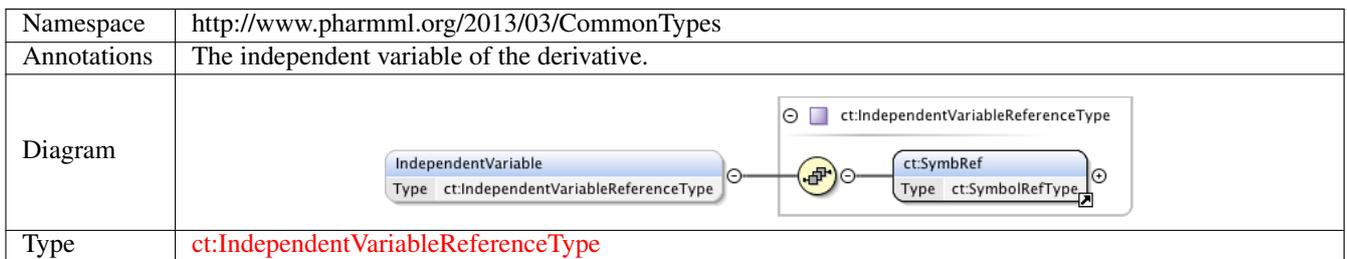 Namespace http://www.pharmml.org/2013/03/CommonTypes
Annotations The independent variable of the derivative.
Diagram
ct:IndependentVariableReferenceType
IndependentVariable
Type ct:IndependentVariableReferenceType
ct:SymbRef
Type ct:SymbolRefType
Type ct:IndependentVariableReferenceType